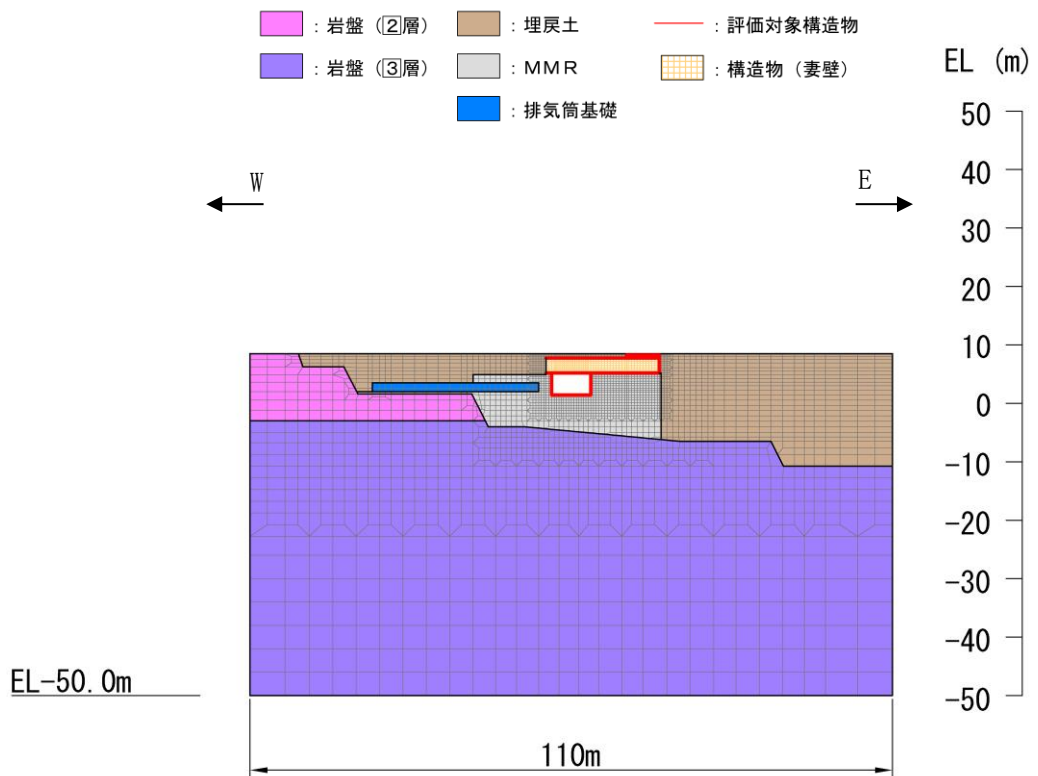 ：岩盤（2層）
：埋戻土
：評価対象構造物
：岩盤（3層）
：ＭＭＲ
：構造物（妻壁）
：排気筒基礎
EL (m)
50
40
30
20
10
0
-10
-20
-30
-40
-50
W
E
EL-50.0m
110m